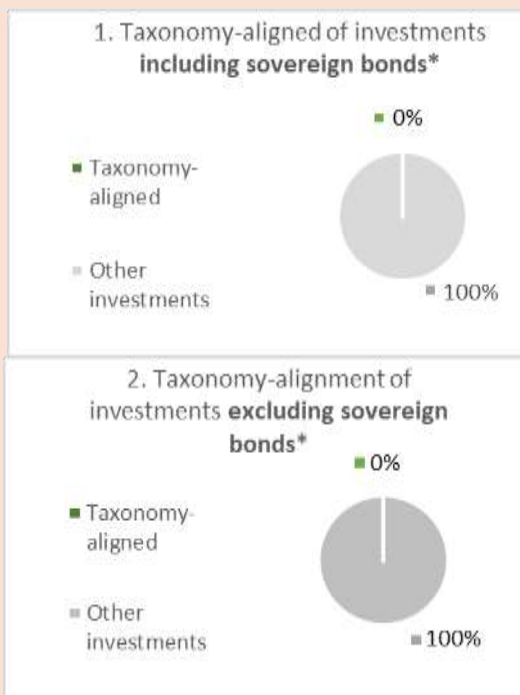 1. Taxonomy-aligned of investments
including sovereign bonds*
0%
Taxonomy-
aligned
Other
investments
100%
2. Taxonomy-alignment of
investments excluding sovereign
bonds*
0%
Taxonomy-
aligned
Other
investments
100%